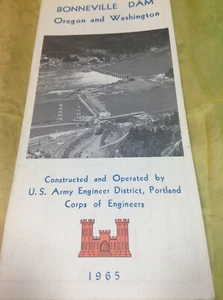 BONNEVILLE DAM
Oregon and Washington
Constructed and Operated by
U. S. Army Engineer District, Portland
Corps of Engineers
1965